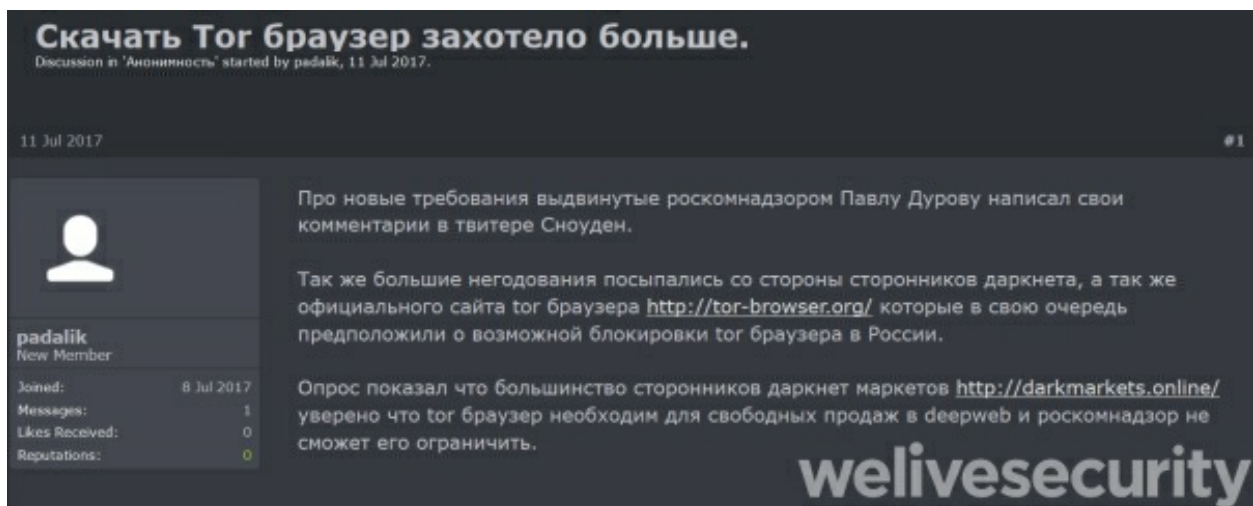 Скачать Tor браузер захотело больше.
Discussion in 'Анонимность' started by padalik, 11 Jul 2017.
11 Jul 2017
#1
padalik
New Member
Joined: 8 Jul 2017
Messages: 1
Likes Received: 0
Reputations: 0
Про новые требования выдвинутые роскомнадзором Павлу Дурову написал свои
комментарии в твитере Сноуден.
Так же большие негодования посыпались со стороны сторонников даркнета, а так же
официального сайта tor браузера http://tor-browser.org/ которые в свою очередь
предположили о возможной блокировки tor браузера в России.
Опрос показал что большинство сторонников даркнет маркетов http://darkmarkets.online/
уверено что tor браузер необходим для свободных продаж в deepweb и роскомнадзор не
сможет его ограничить.
welivesecurity